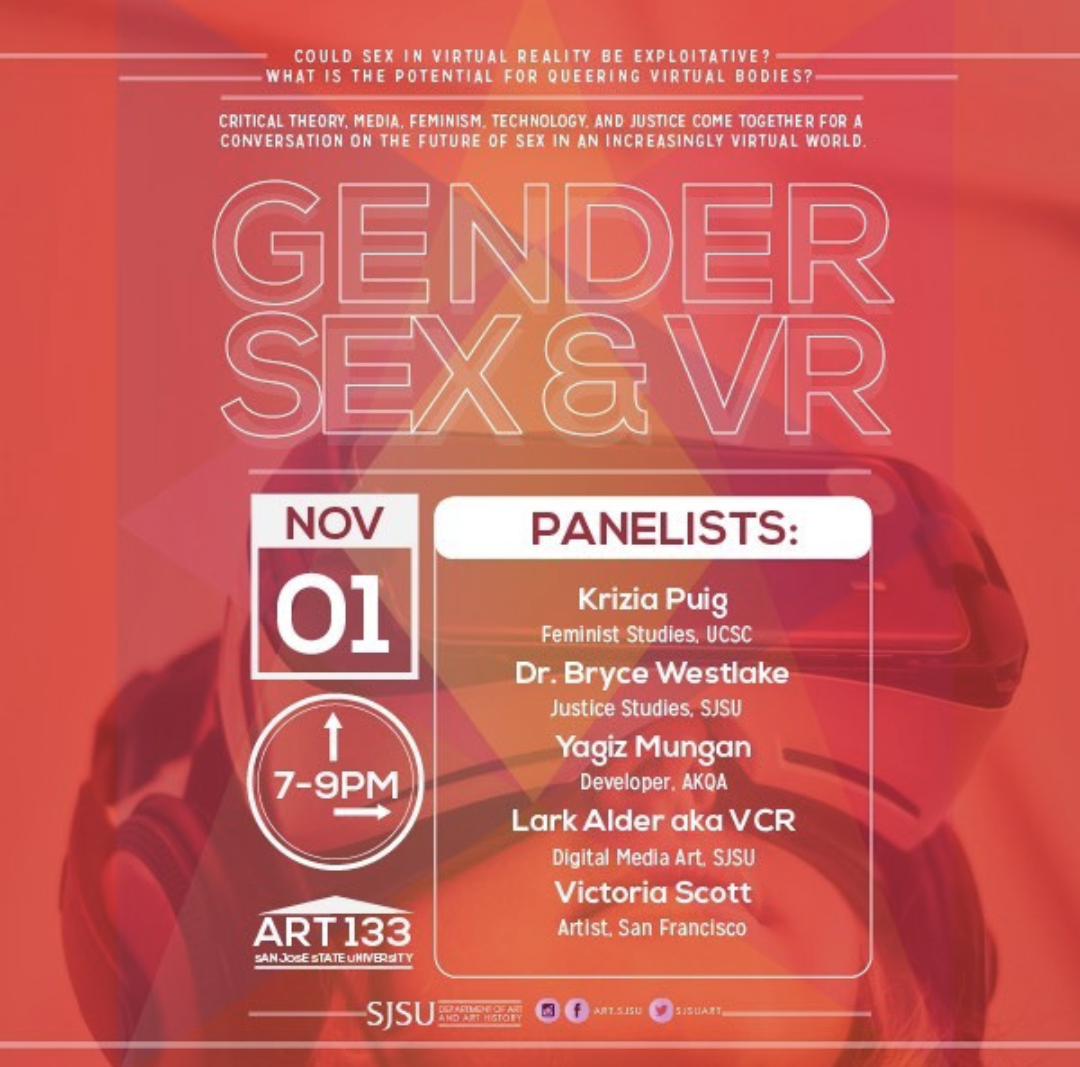 COULD SEX IN VIRTUAL REALITY BE EXPLOITATIVE?
WHAT IS THE POTENTIAL FOR QUEERING VIRTUAL BODIES?
CRITICAL THEORY, MEDIA, FEMINISM, TECHNOLOGY, AND JUSTICE COME TOGETHER FOR A
CONVERSATION ON THE FUTURE OF SEX IN AN INCREASINGLY VIRTUAL WORLD.
GENDER
SEX & VR
NOV
01
7-9PM
ART 133
sAN JosE sTATE uNIVERsITY
PANELISTS:
Krizia Puig
Feminist Studies, UCSC
Dr. Bryce Westlake
Justice Studies, SJSU
Yagiz Mungan
Developer, AKQA
Lark Alder aka VCR
Digital Media Art, SJSU
Victoria Scott
Artist, San Francisco
SJSU
DEPARTMENT OF ART
AND ART HISTORY
ART.SJSU
SJSUART